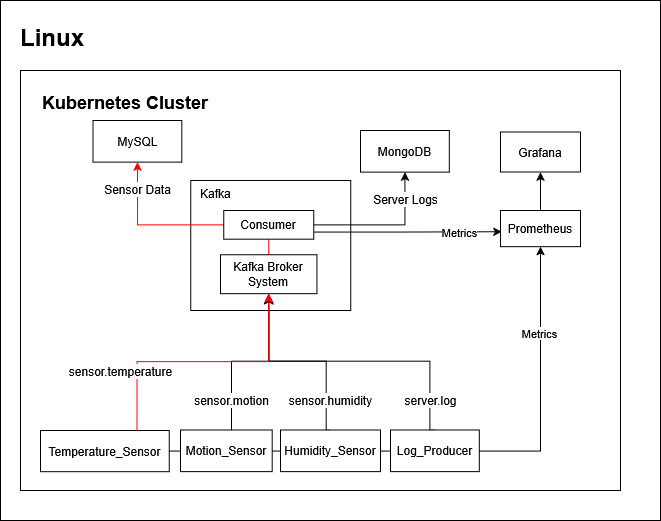 Linux
Kubernetes Cluster
MySQL
MongoDB
Grafana
Sensor Data
Kafka
Server Logs
Consumer
Metrics
Prometheus
Kafka Broker
System
Metrics
sensor.temperature
sensor.motion
sensor.humidity
server.log
Temperature_Sensor
Motion_Sensor
Humidity_Sensor
Log_Producer